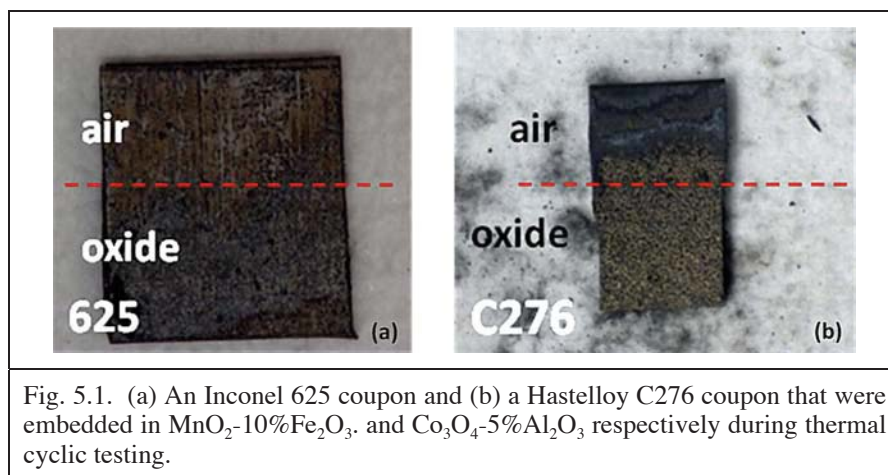 air
oxide
625
(a)
air
oxide
C276
(b)
Fig. 5.1. (a) An Inconel 625 coupon and (b) a Hastelloy C276 coupon that were
embedded in MnO₂-10%Fe₂O₃. and Co₃O₄-5%Al₂O₃ respectively during thermal
cyclic testing.